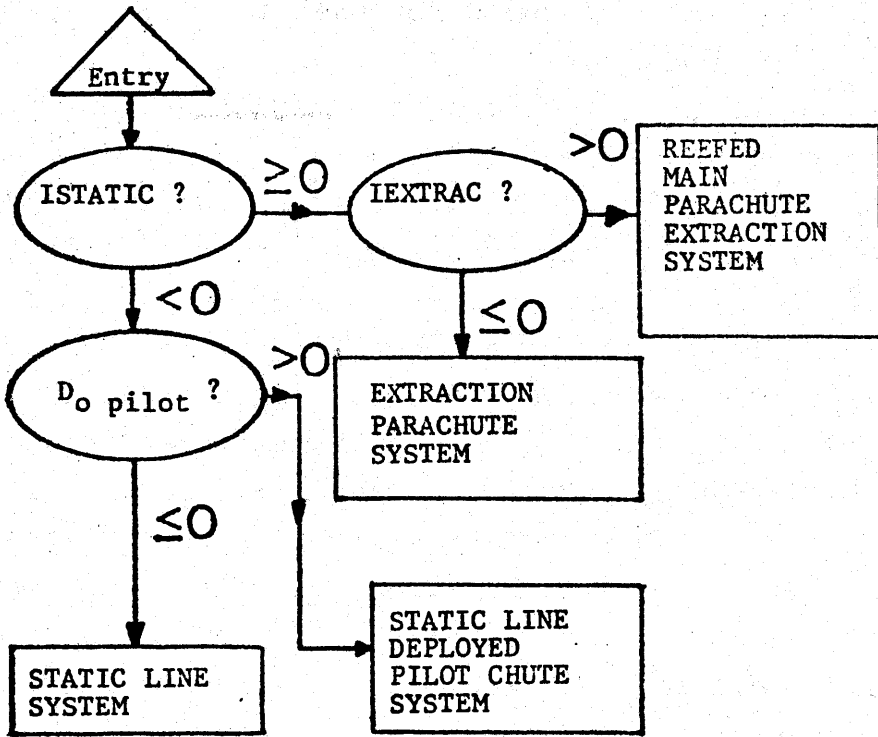 Entry
ISTATIC ?
≥0
IEXTRAC ?
>0
REEFED
MAIN
PARACHUTE
EXTRACTION
SYSTEM
<0
≤0
Do pilot ?
>0
EXTRACTION
PARACHUTE
SYSTEM
≤0
STATIC LINE
DEPLOYED
PILOT CHUTE
SYSTEM
STATIC LINE
SYSTEM